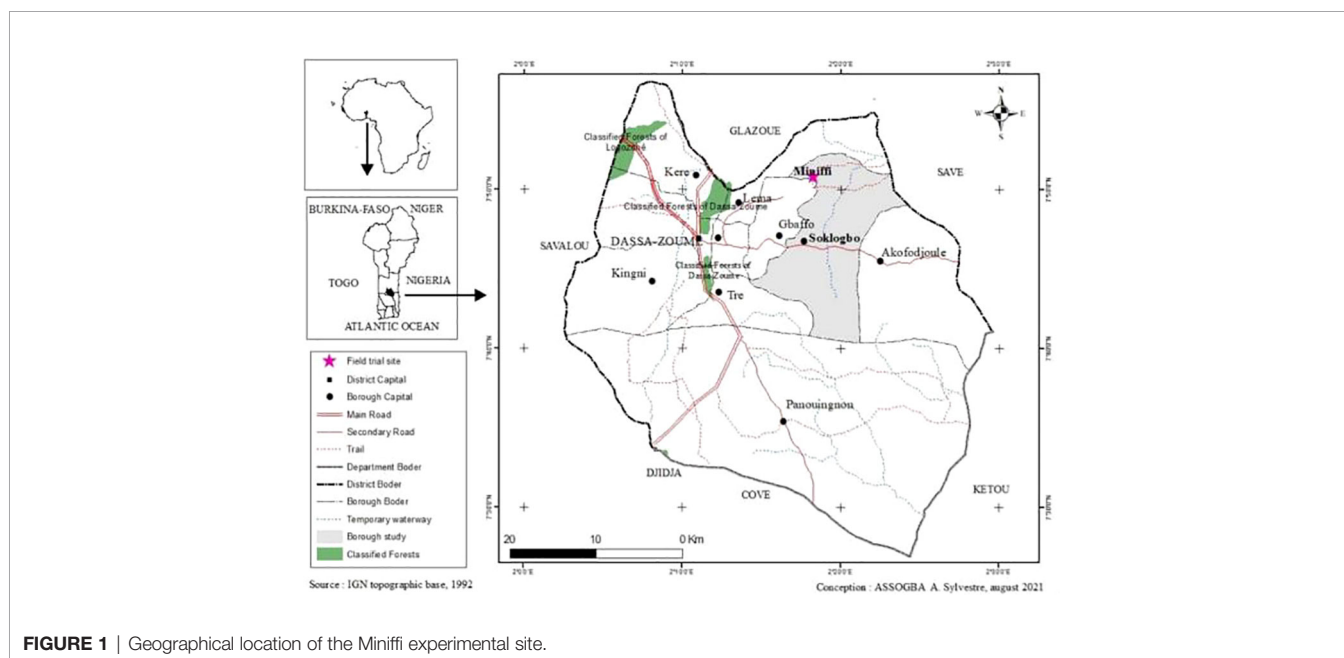 BURKINA-FASO
NIGER
TOGO
NIGERIA
ATLANTIC OCEAN
Field trial site
District Capital
Borough Capital
Main Road
Secondary Road
Trail
Department Boder
District Boder
Borough Boder
Temporary waterway
Borough study
Classified Forests
Source : IGN topographic base, 1992
N
W
E
S
GLAZOUE
Classified Forests of
Kere
Miniffi
SAVE
Lema
Classified Forests of Dassa Zoume
Gbaffo
SAVALOU
DASSA-ZOUME
Soklogbo
Akofodjoule
Classified Forests of
Dassa Zoume
Kingni
Tre
Panouingnon
DJIDJA
COVE
KETOU
20
10
0 Km
Conception : ASSOGBA A. Sylvestre, august 2021
FIGURE 1 | Geographical location of the Miniffi experimental site.